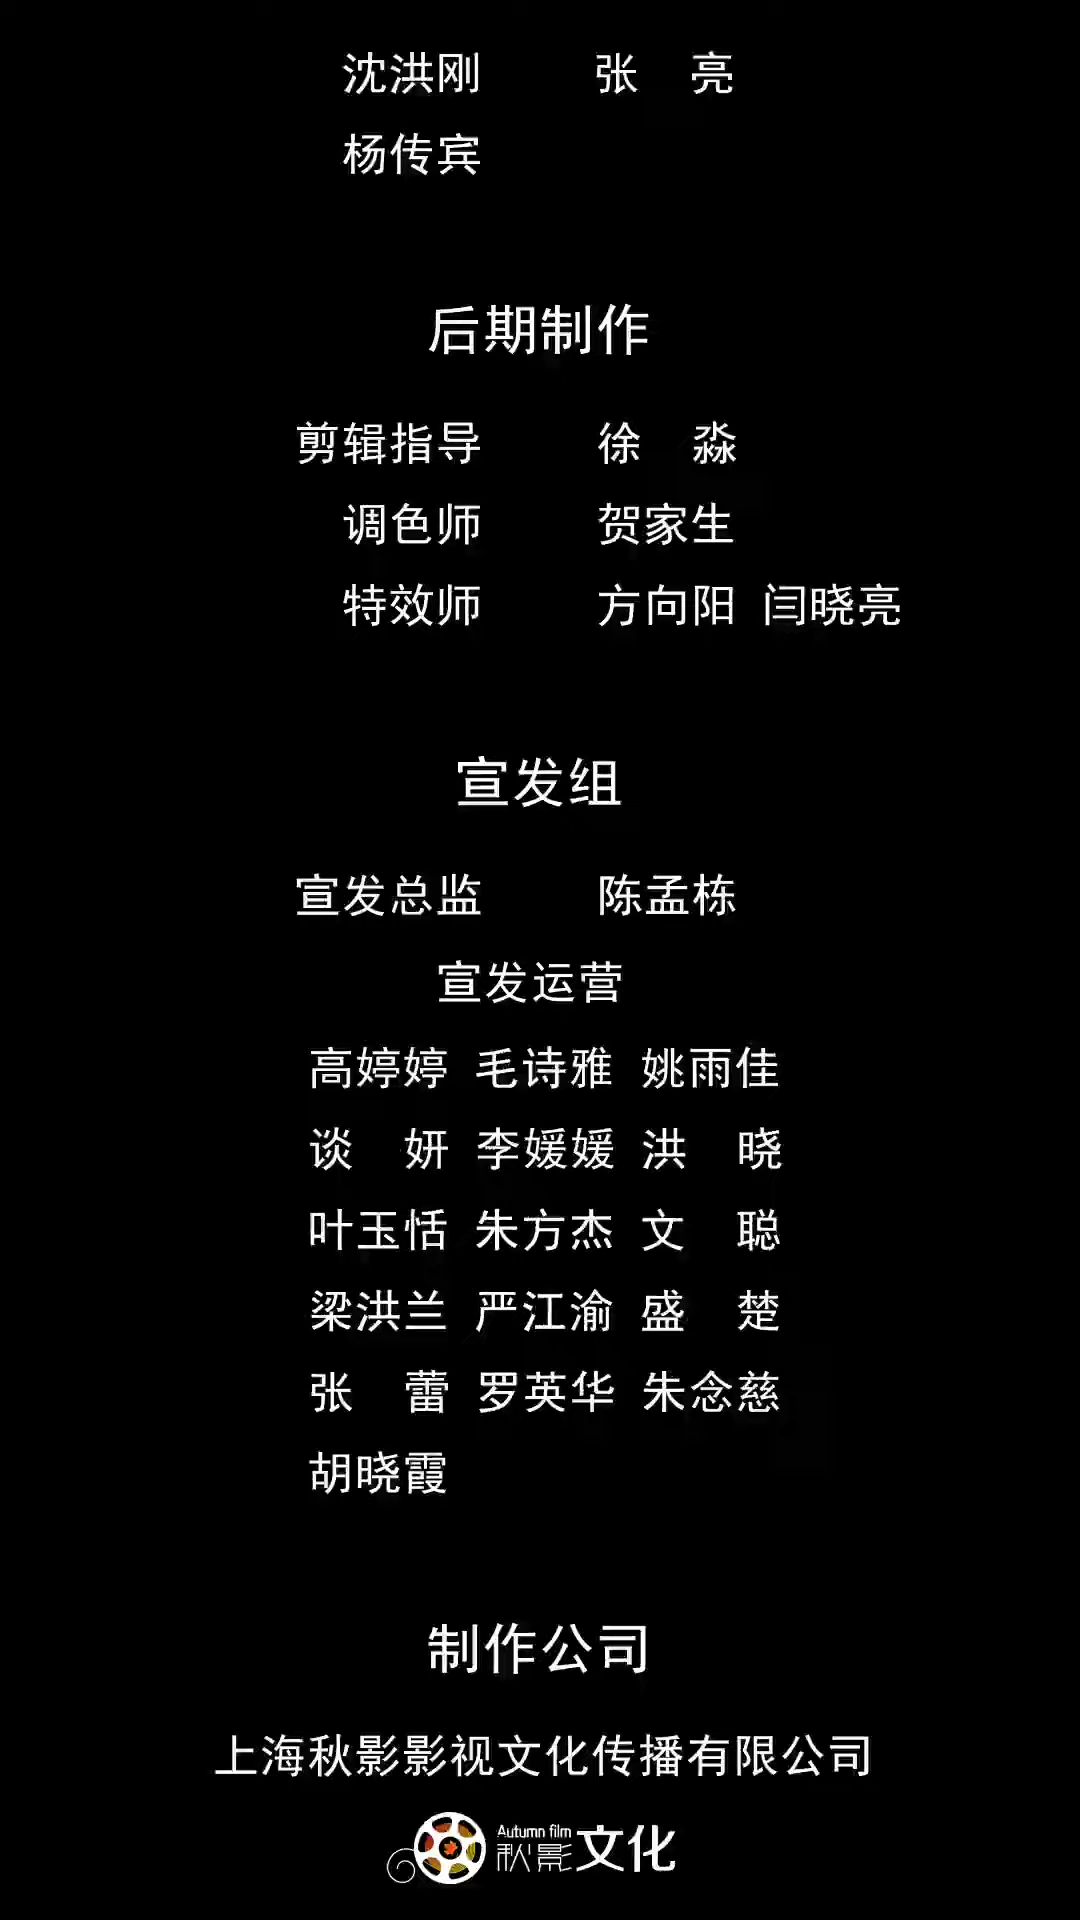 沈洪刚 张 亮
杨传宾
后期制作
剪辑指导 徐 淼
调色师 贺家生
特效师 方向阳 闫晓亮
宣发组
宣发总监 陈孟栋
宣发运营
高婷婷 毛诗雅 姚雨佳
谈 妍 李媛媛 洪 晓
叶玉恬 朱方杰 文 聪
梁洪兰 严江渝 盛 楚
张 蕾 罗英华 朱念慈
胡晓霞
制作公司
上海秋影影视文化传播有限公司
Autumn film
秋影文化